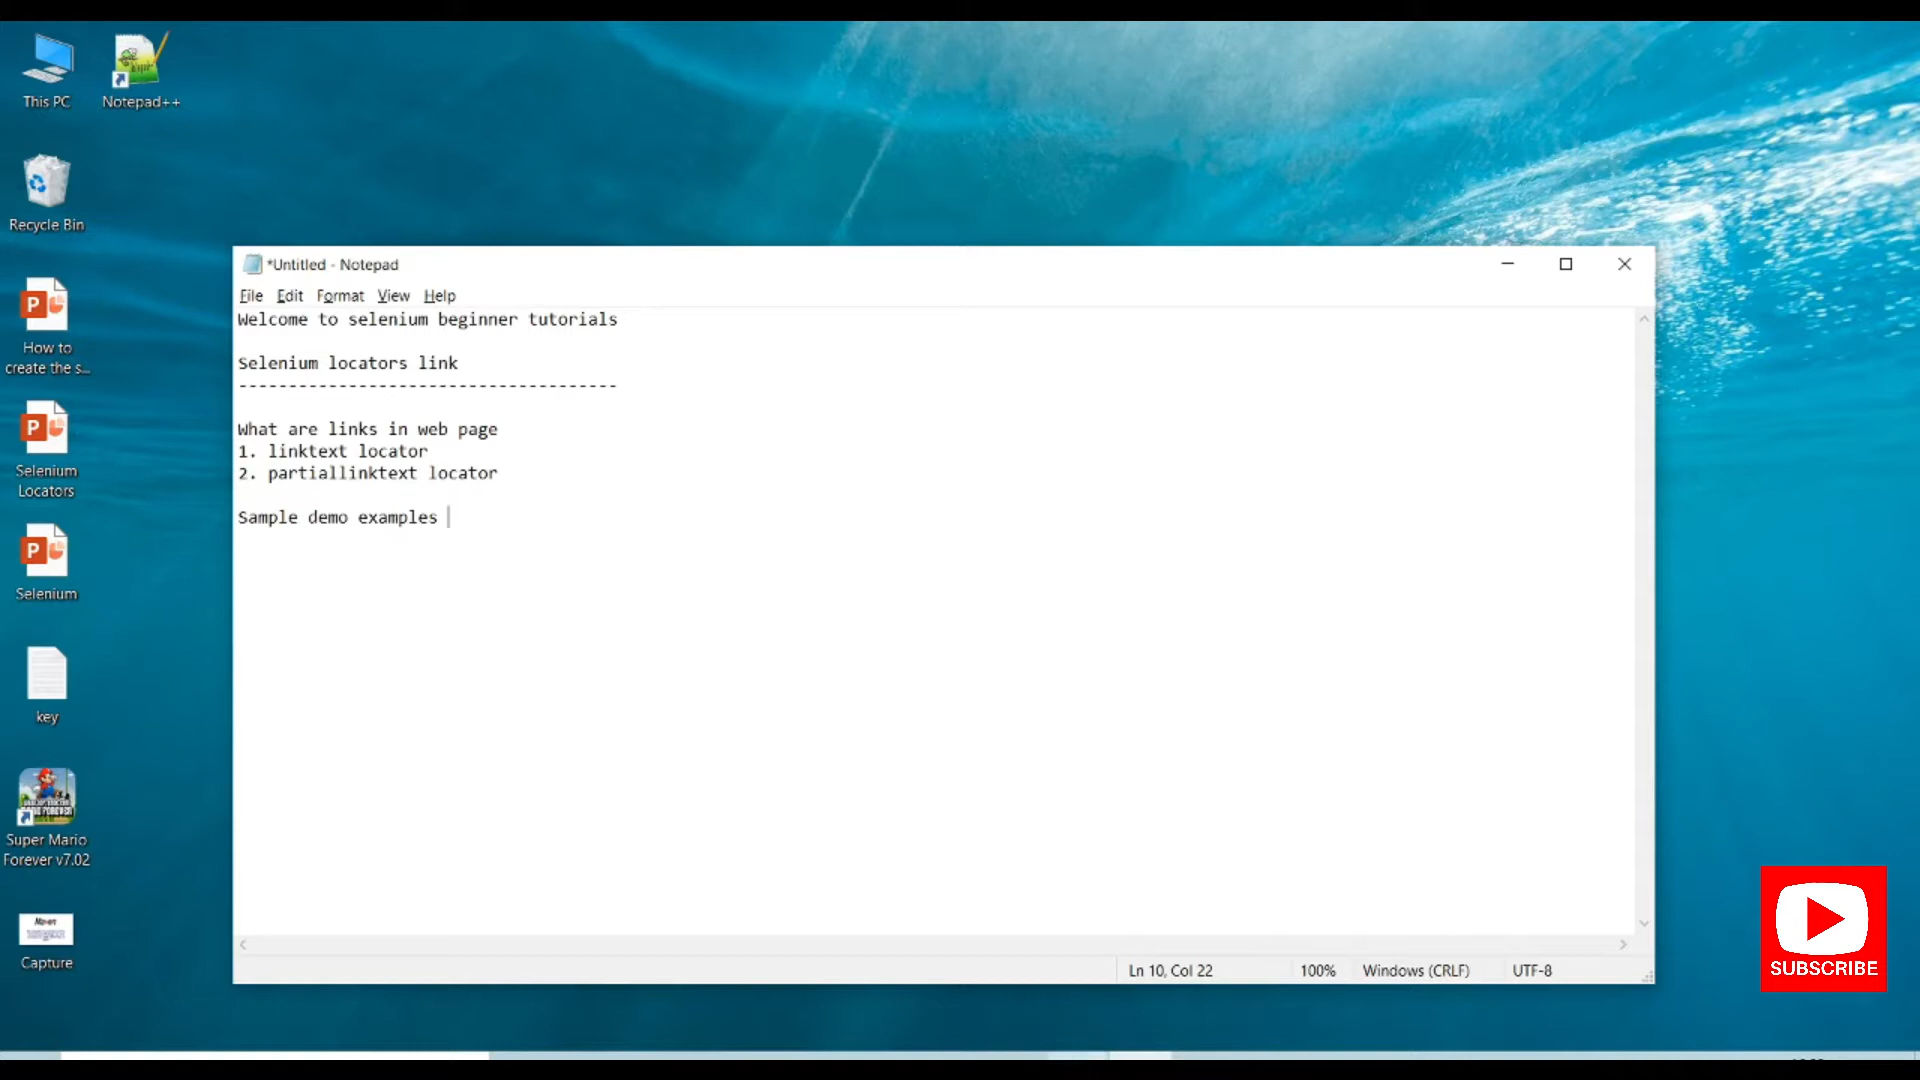 This PC
Notepad++
Recycle Bin
How to
create the s...
Selenium
Locators
Selenium
key
Super Mario
Forever v7.02
Capture
*Untitled - Notepad
File Edit Format View Help
Welcome to selenium beginner tutorials
Selenium locators link
--------------------------------------
What are links in web page
1. linktext locator
2. partiallinktext locator
Sample demo examples
Ln 10, Col 22
100%
Windows (CRLF)
UTF-8
SUBSCRIBE